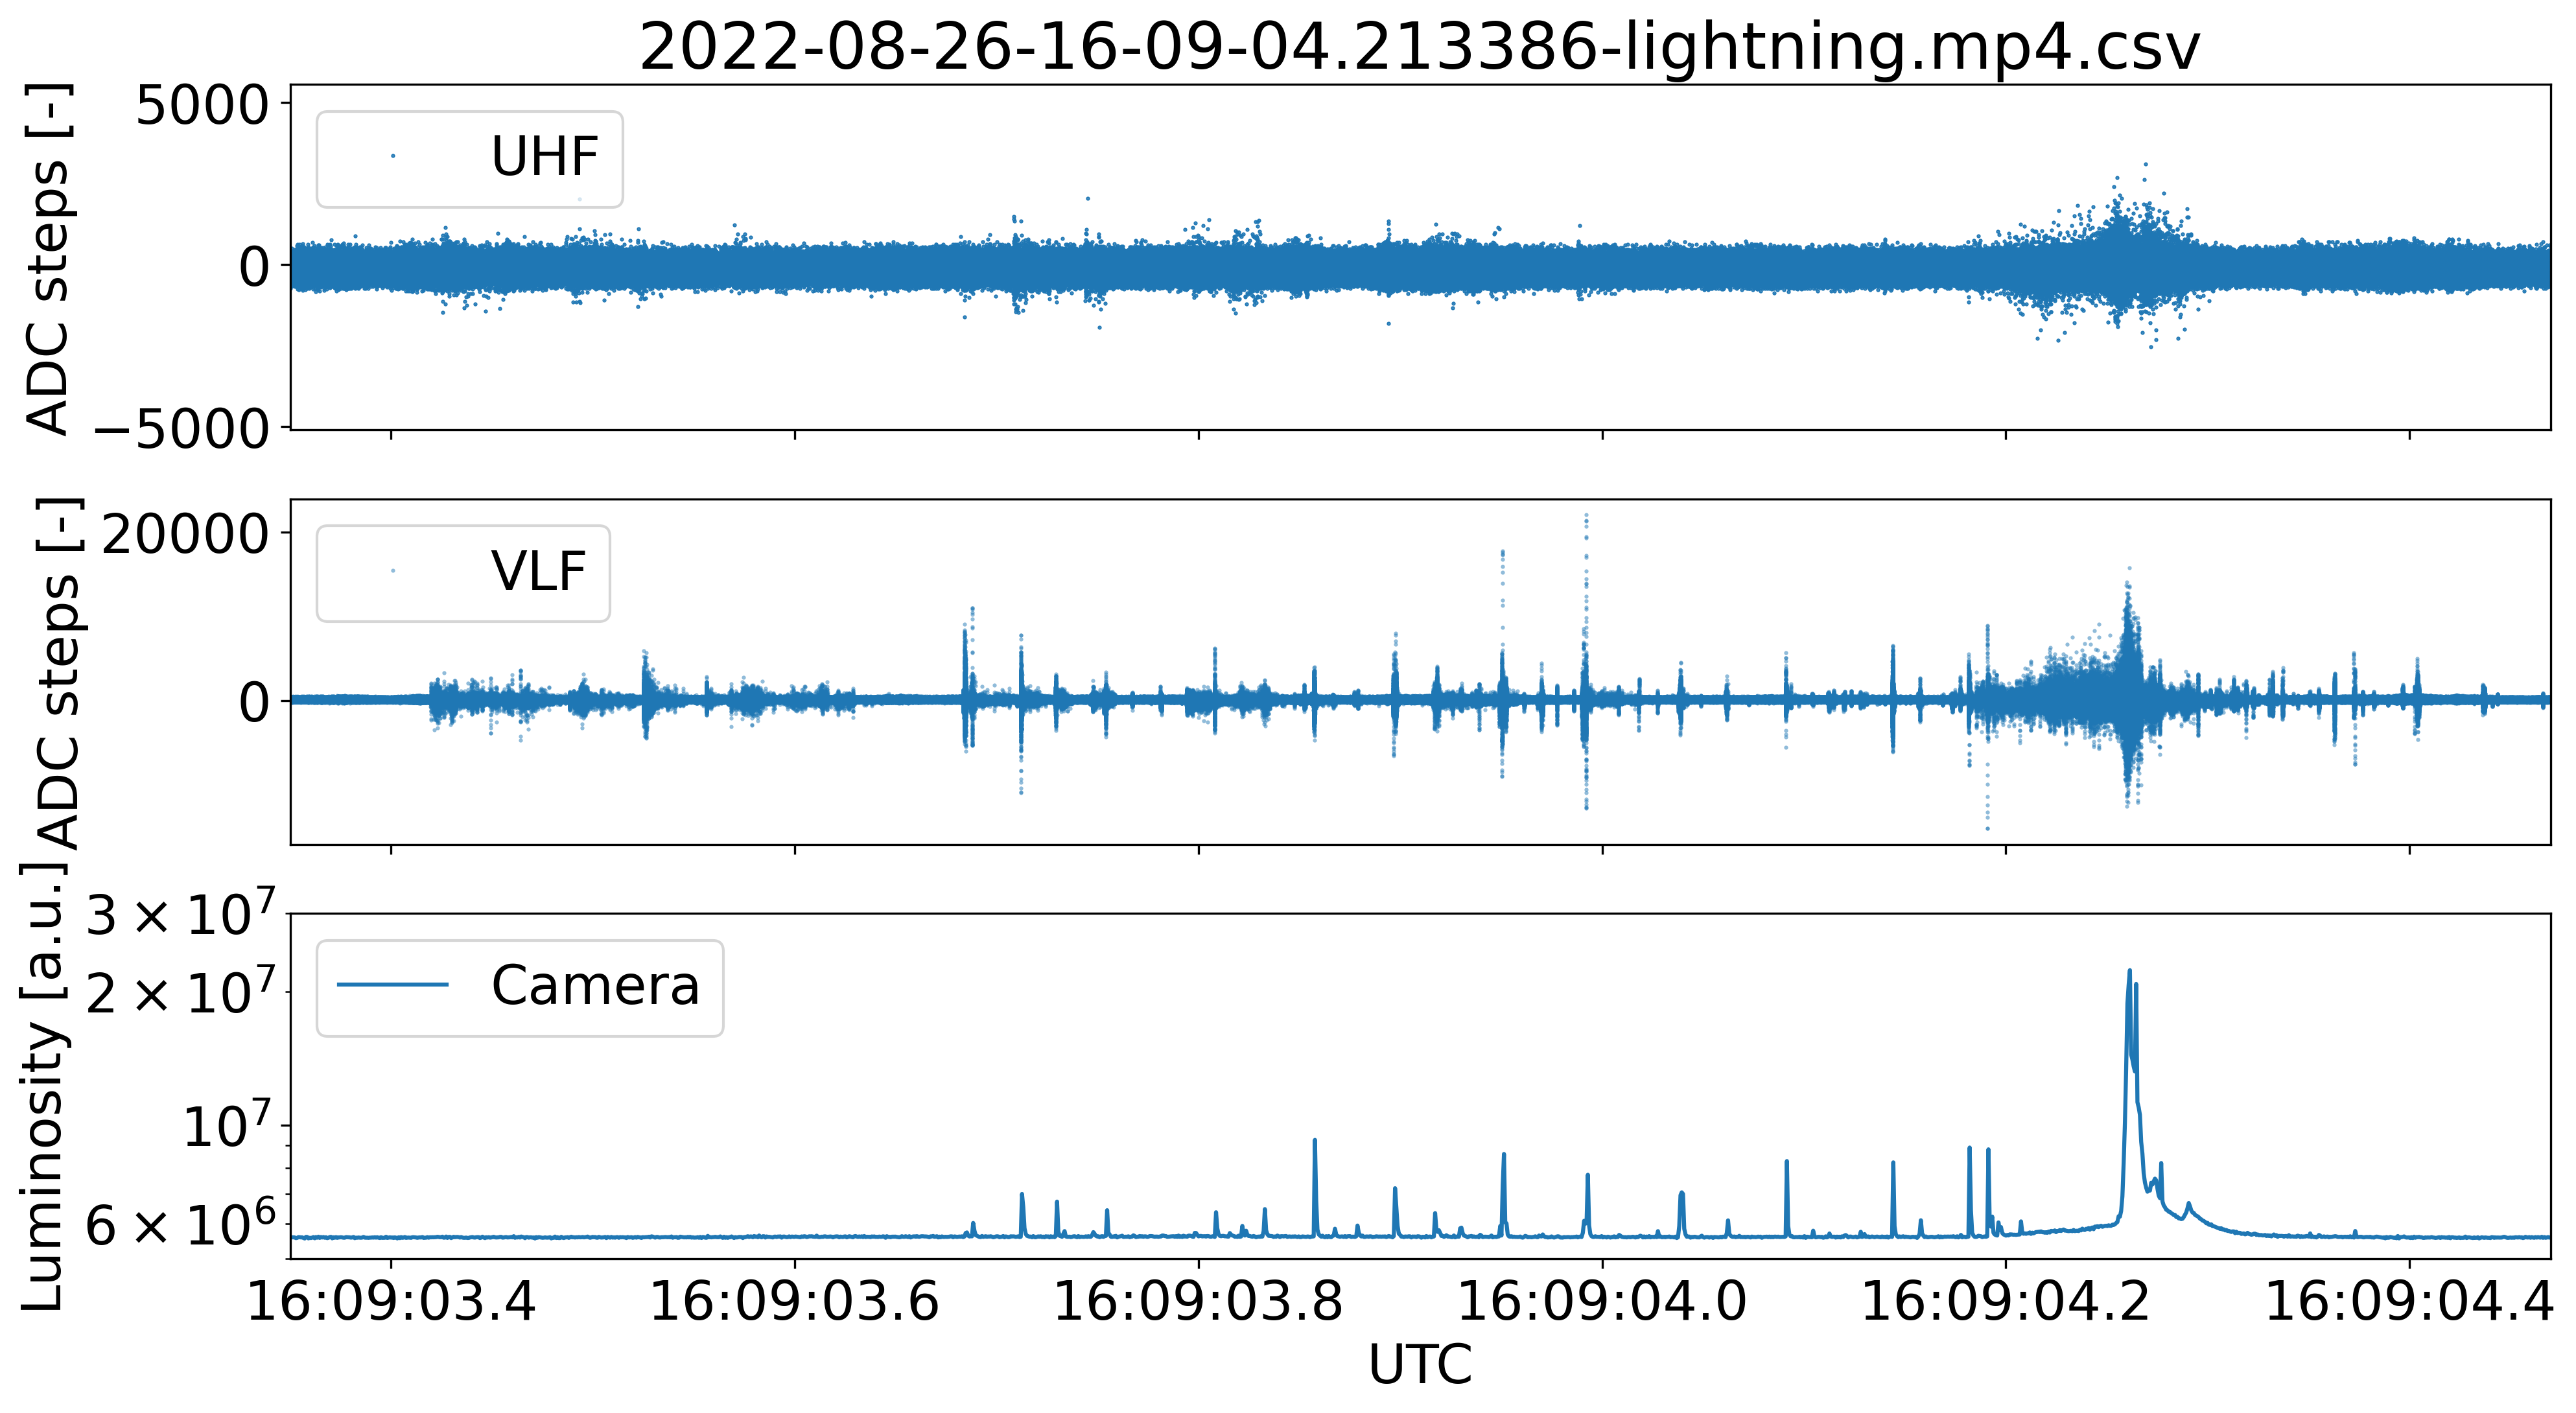 2022-08-26-16-09-04.213386-lightning.mp4.csv
ADC steps [-]
5000
0
−5000
UHF
ADC steps [-]
20000
0
VLF
Luminosity [a.u.]
3 × 10⁷
2 × 10⁷
10⁷
6 × 10⁶
Camera
16:09:03.4 16:09:03.6 16:09:03.8 16:09:04.0 16:09:04.2 16:09:04.4
UTC